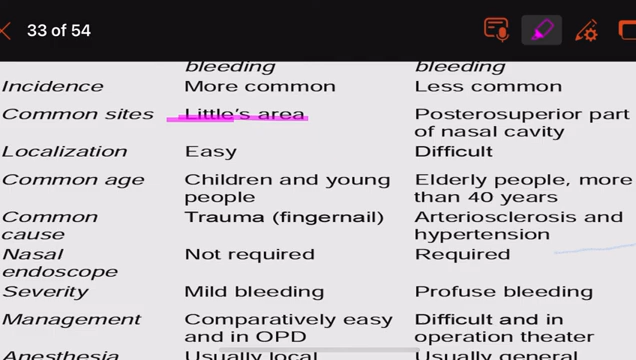 33 of 54
bleeding bleeding
Incidence More common Less common
Common sites Little's area Posterosuperior part
of nasal cavity
Localization Easy Difficult
Common age Children and young Elderly people, more
people than 40 years
Common Trauma (fingernail) Arteriosclerosis and
cause hypertension
Nasal Not required Required
endoscope
Severity Mild bleeding Profuse bleeding
Management Comparatively easy Difficult and in
and in OPD operation theater
Anesthesia Usually local Usually general